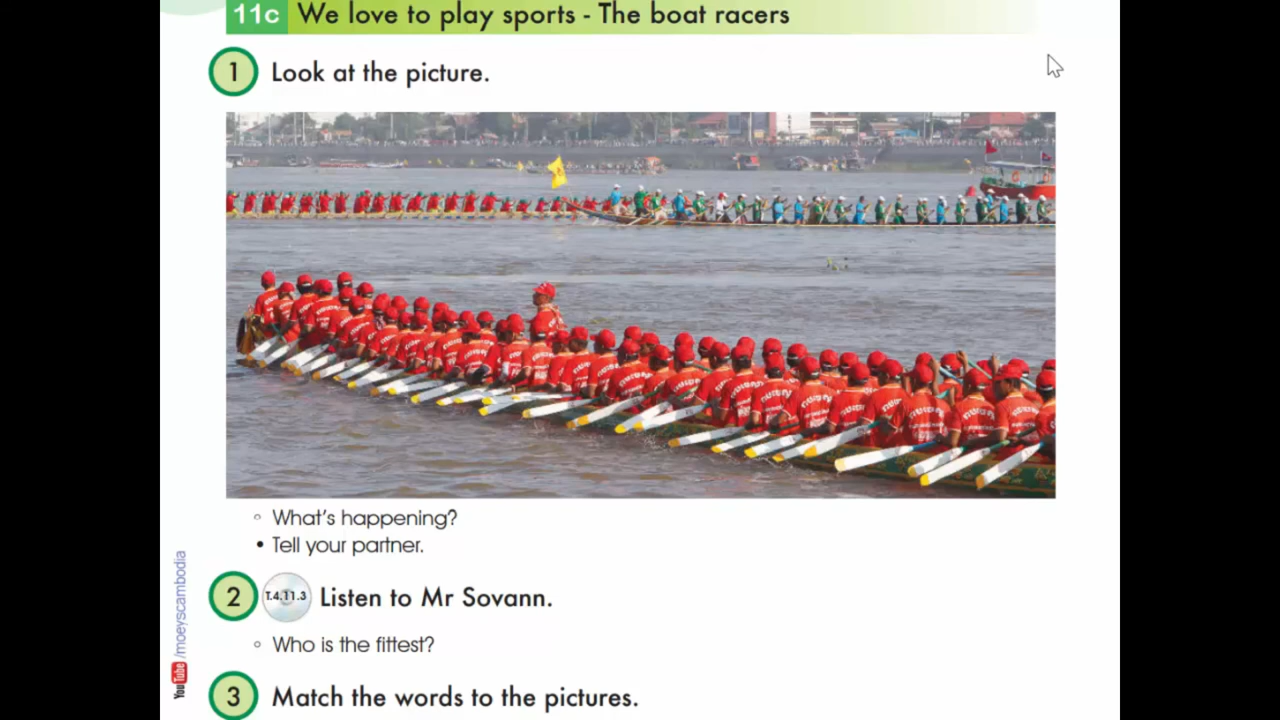 11c We love to play sports - The boat racers
1 Look at the picture.
What's happening?
Tell your partner.
2 T.4.11.3 Listen to Mr Sovann.
Who is the fittest?
3 Match the words to the pictures.
YouTube /moeyscambodia